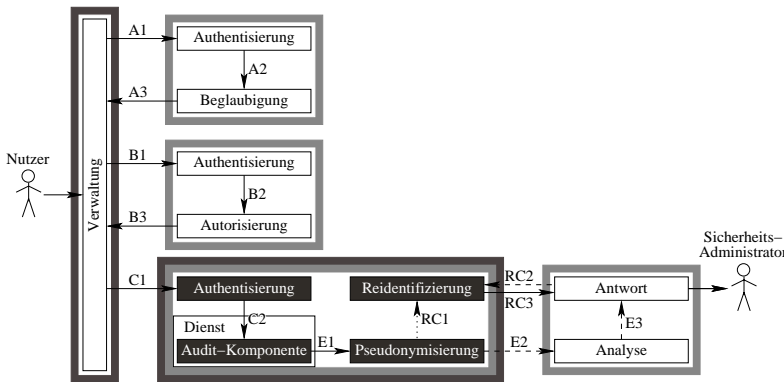 Nutzer
Verwaltung
A1
Authentisierung
A2
A3
Beglaubigung
B1
Authentisierung
B2
B3
Autorisierung
C1
Authentisierung
C2
Dienst
Audit–Komponente
E1
Reidentifizierung
RC1
Pseudonymisierung
RC2
RC3
E2
Antwort
E3
Analyse
Sicherheits–
Administrator